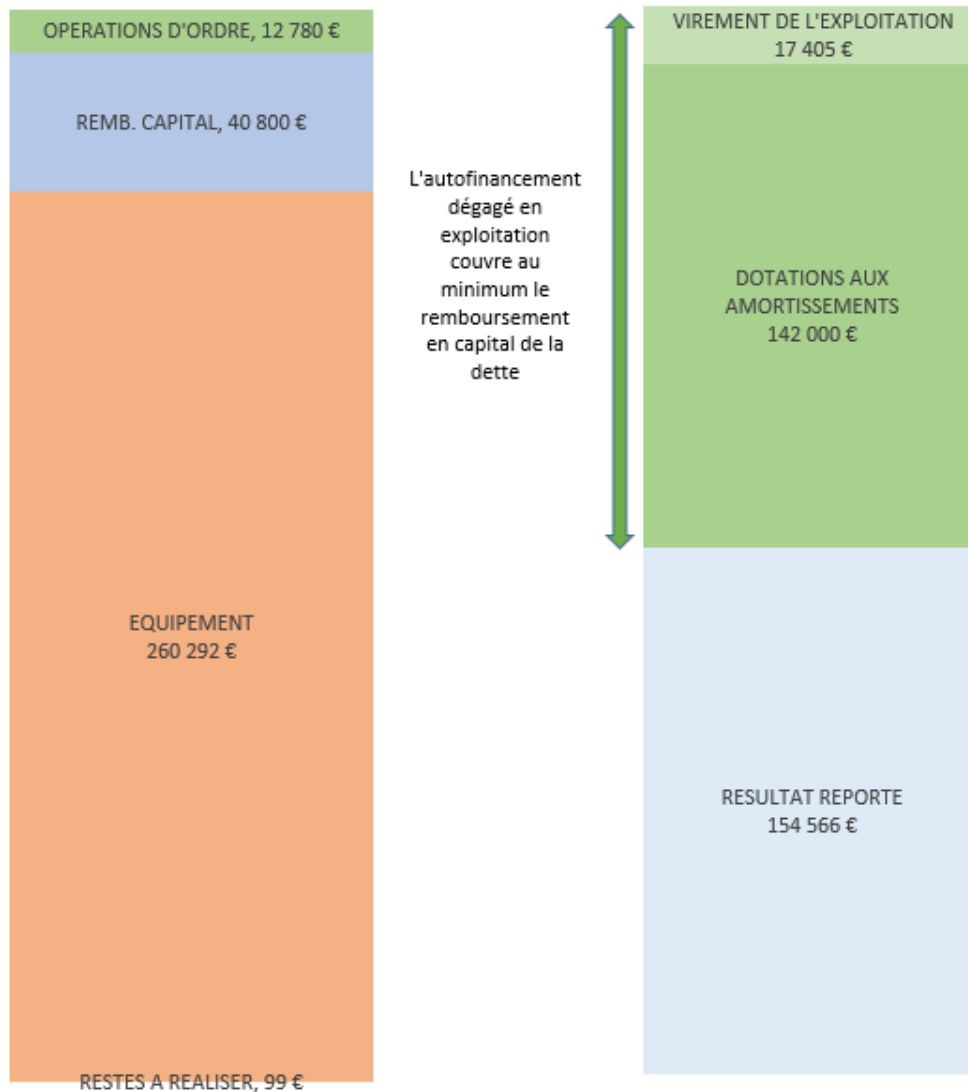 OPERATIONS D'ORDRE, 12 780 €
REMB. CAPITAL, 40 800 €
EQUIPEMENT
260 292 €
RESTES A REALISER, 99 €
L'autofinancement
dégagé en
exploitation
couvre au
minimum le
remboursement
en capital de la
dette
VIREMENT DE L'EXPLOITATION
17 405 €
DOTATIONS AUX
AMORTISSEMENTS
142 000 €
RESULTAT REPORTE
154 566 €